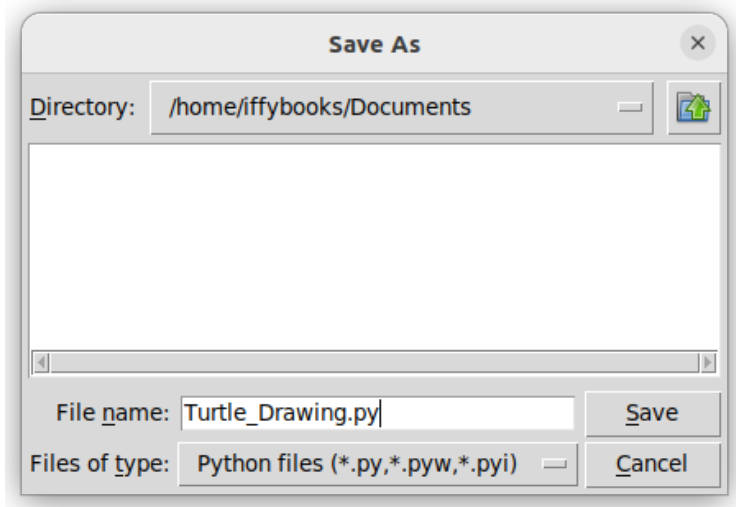 Save As
Directory: /home/iffybooks/Documents
File name: Turtle_Drawing.py Save
Files of type: Python files (*.py,*.pyw,*.pyi) Cancel